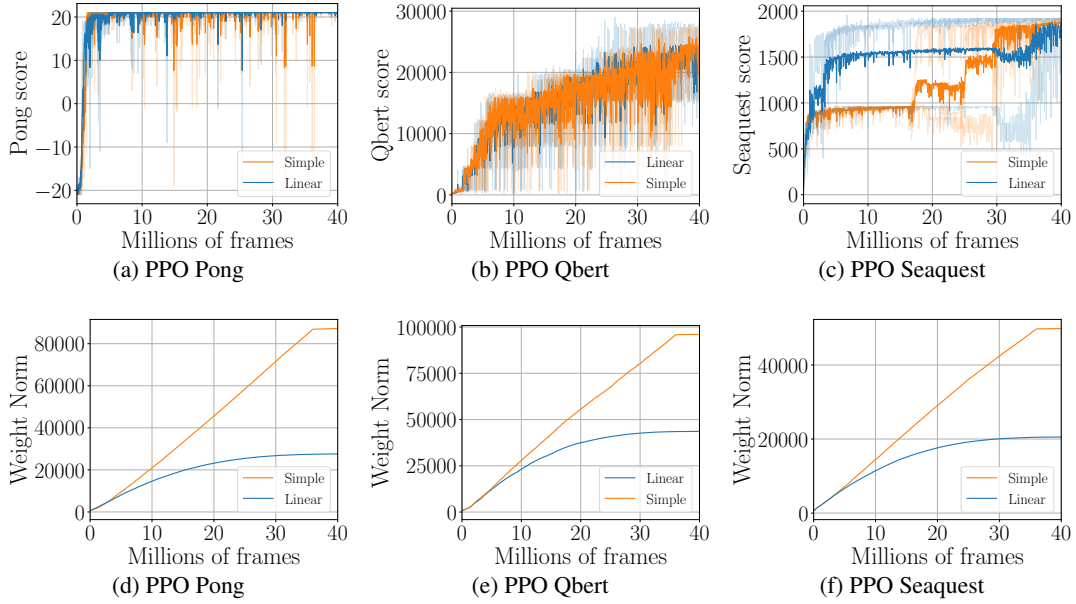 Pong score
20
10
0
−10
−20
Simple
Linear
0 10 20 30 40
Millions of frames
(a) PPO Pong
Qbert score
30000
20000
10000
0
Linear
Simple
0 10 20 30 40
Millions of frames
(b) PPO Qbert
Seaquest score
2000
1500
1000
500
0
Simple
Linear
0 10 20 30 40
Millions of frames
(c) PPO Seaquest
Weight Norm
80000
60000
40000
20000
0
Simple
Linear
0 10 20 30 40
Millions of frames
(d) PPO Pong
Weight Norm
100000
75000
50000
25000
0
Linear
Simple
0 10 20 30 40
Millions of frames
(e) PPO Qbert
Weight Norm
40000
20000
0
Simple
Linear
0 10 20 30 40
Millions of frames
(f) PPO Seaquest